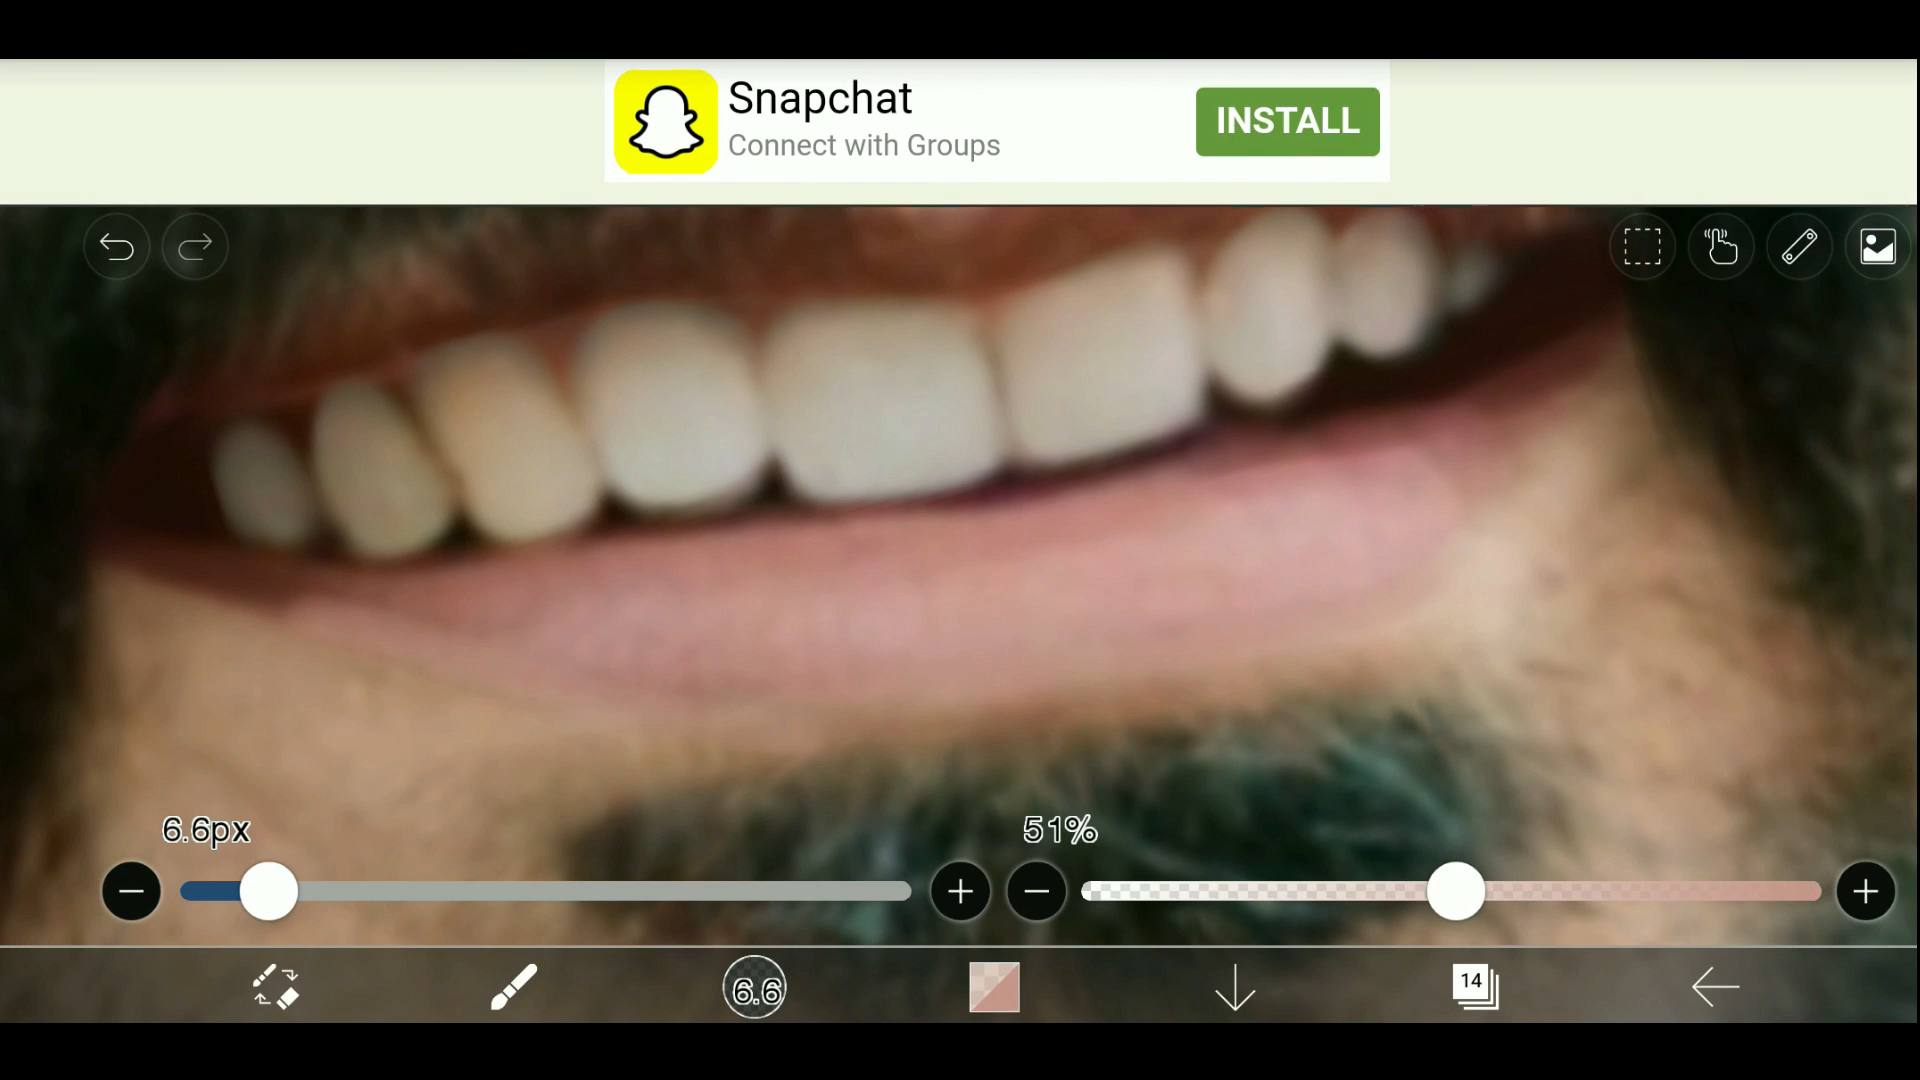 Snapchat
Connect with Groups
INSTALL
6.6px
51%
6.6
14